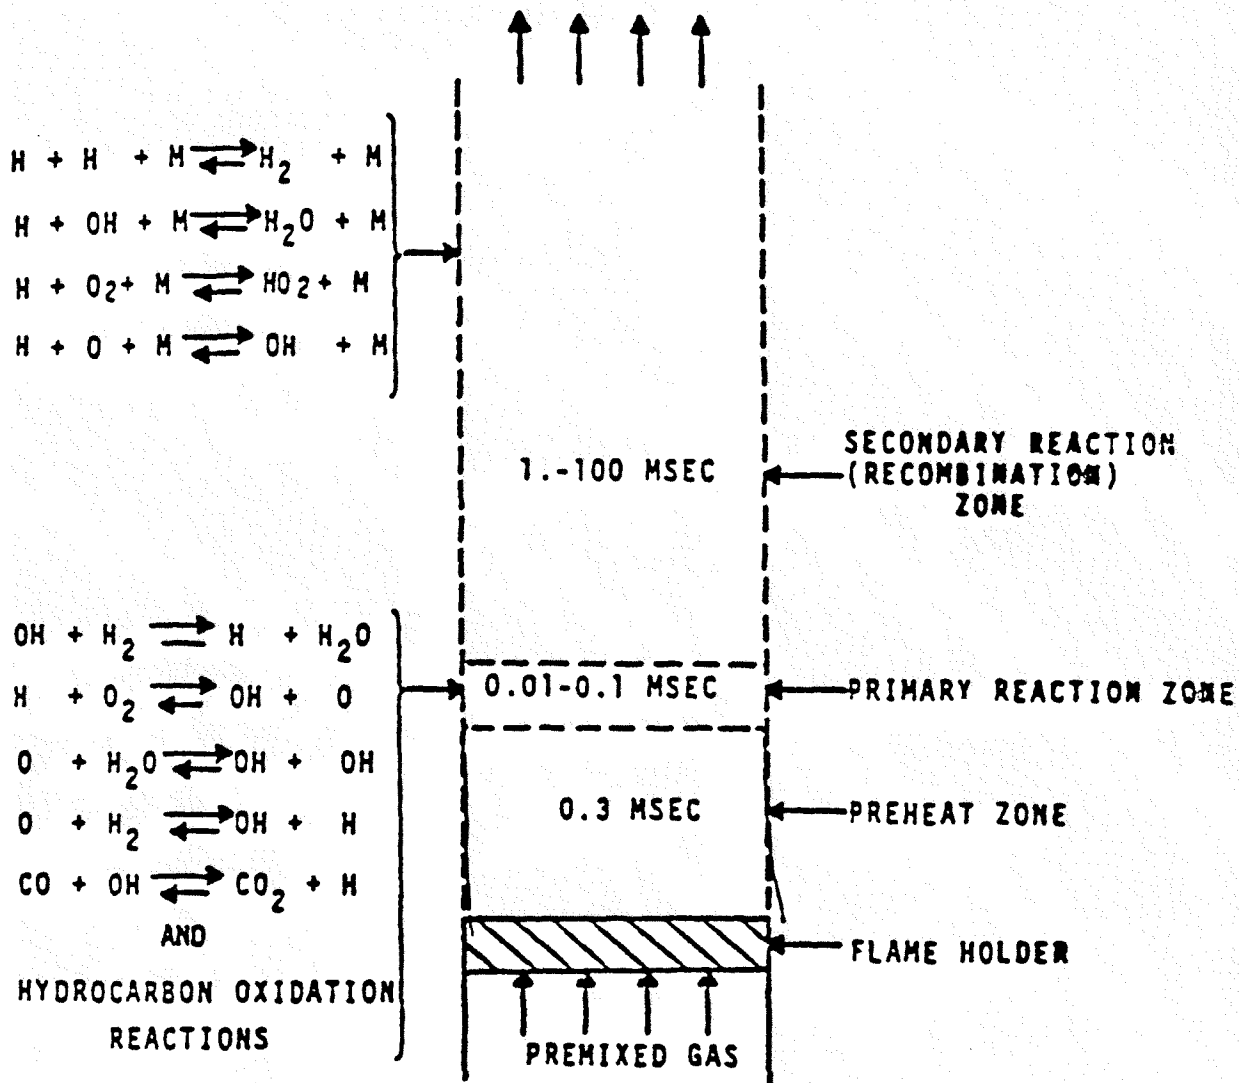 H + H + M ⇌ H2 + M
H + OH + M ⇌ H2O + M
H + O2 + M ⇌ HO2 + M
H + O + M ⇌ OH + M
1.-100 MSEC
SECONDARY REACTION
(RECOMBINATION)
ZONE
OH + H2 ⇌ H + H2O
H + O2 ⇌ OH + O
O + H2O ⇌ OH + OH
O + H2 ⇌ OH + H
CO + OH ⇌ CO2 + H
AND
HYDROCARBON OXIDATION
REACTIONS
0.01-0.1 MSEC
PRIMARY REACTION ZONE
0.3 MSEC
PREHEAT ZONE
FLAME HOLDER
PREMIXED GAS